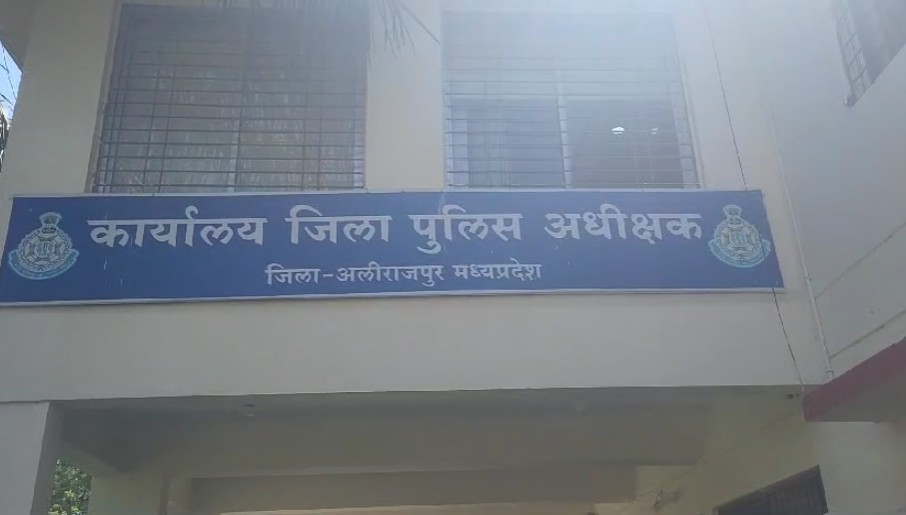 कार्यालय जिला पुलिस अधीक्षक
जिला-अलीराजपुर मध्यप्रदेश